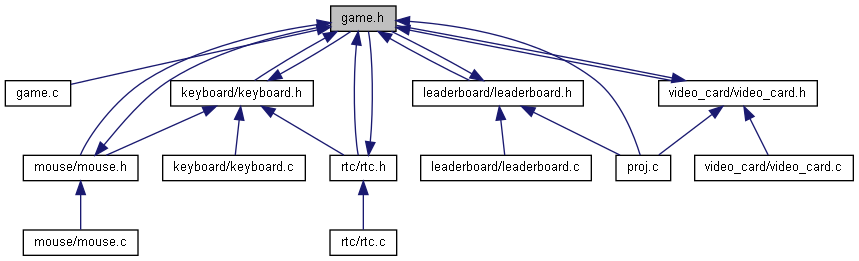 game.h
game.c
keyboard/keyboard.h
leaderboard/leaderboard.h
video_card/video_card.h
mouse/mouse.h
keyboard/keyboard.c
rtc/rtc.h
leaderboard/leaderboard.c
proj.c
video_card/video_card.c
mouse/mouse.c
rtc/rtc.c